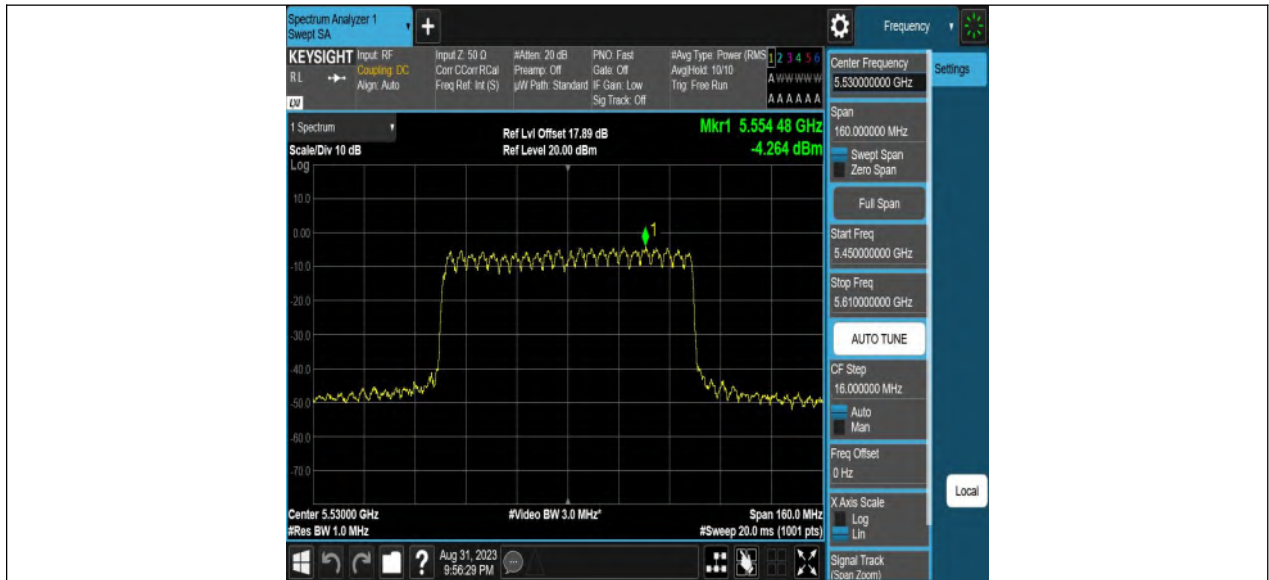 Spectrum Analyzer 1
Swept SA
+
Frequency
KEYSIGHT
RL
LXI
Input: RF
Coupling: DC
Align: Auto
Input Z: 50 Ω
Corr CCorr RCal
Freq Ref: Int (S)
#Atten: 20 dB
Preamp: Off
µW Path: Standard
PNO: Fast
Gate: Off
IF Gain: Low
Sig Track: Off
#Avg Type: Power (RMS
Avg|Hold: 10/10
Trig: Free Run
1 2 3 4 5 6
A W W W W W
A A A A A A
1 Spectrum
Scale/Div 10 dB
Log
Ref Lvl Offset 17.89 dB
Ref Level 20.00 dBm
Mkr1 5.554 48 GHz
-4.264 dBm
10.0
0.00
-10.0
-20.0
-30.0
-40.0
-50.0
-60.0
-70.0
1
Center 5.53000 GHz
#Res BW 1.0 MHz
#Video BW 3.0 MHz*
Span 160.0 MHz
#Sweep 20.0 ms (1001 pts)
?
Aug 31, 2023
9:56:29 PM
Center Frequency
5.530000000 GHz
Settings
Span
160.000000 MHz
Swept Span
Zero Span
Full Span
Start Freq
5.450000000 GHz
Stop Freq
5.610000000 GHz
AUTO TUNE
CF Step
16.000000 MHz
Auto
Man
Freq Offset
0 Hz
X Axis Scale
Log
Lin
Local
Signal Track
(Span Zoom)